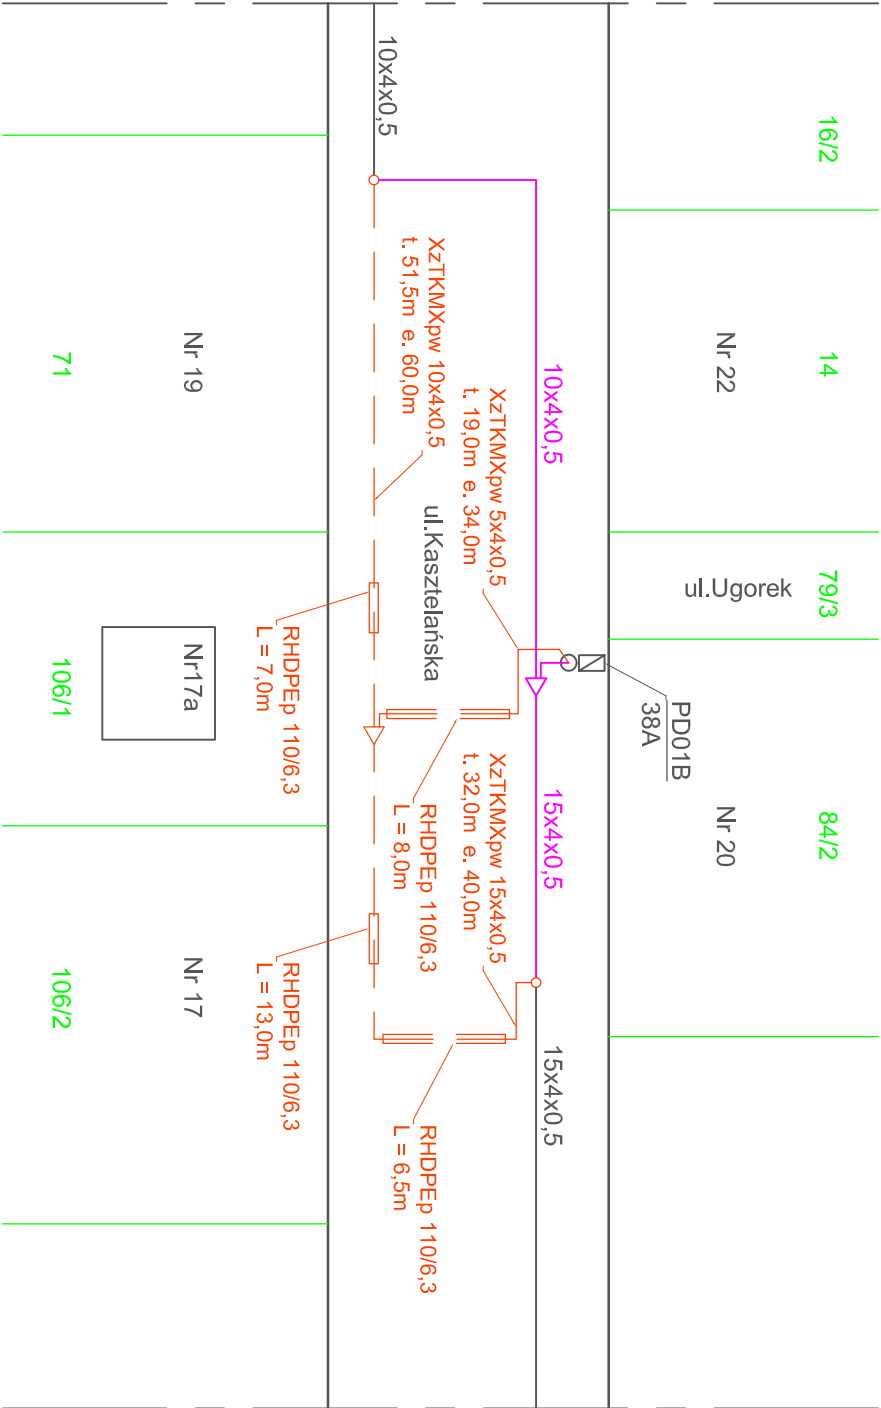 16/2
14
79/3
84/2
Nr 22
ul.Ugorek
PD01B
38A
Nr 20
10x4x0,5
10x4x0,5
15x4x0,5
15x4x0,5
XzTKMXpw 10x4x0,5
t. 51,5m e. 60,0m
XzTKMXpw 5x4x0,5
t. 19,0m e. 34,0m
XzTKMXpw 15x4x0,5
t. 32,0m e. 40,0m
ul.Kasztelańska
RHDPEp 110/6,3
L = 7,0m
RHDPEp 110/6,3
L = 8,0m
RHDPEp 110/6,3
L = 13,0m
RHDPEp 110/6,3
L = 6,5m
Nr 19
Nr17a
Nr 17
71
106/1
106/2